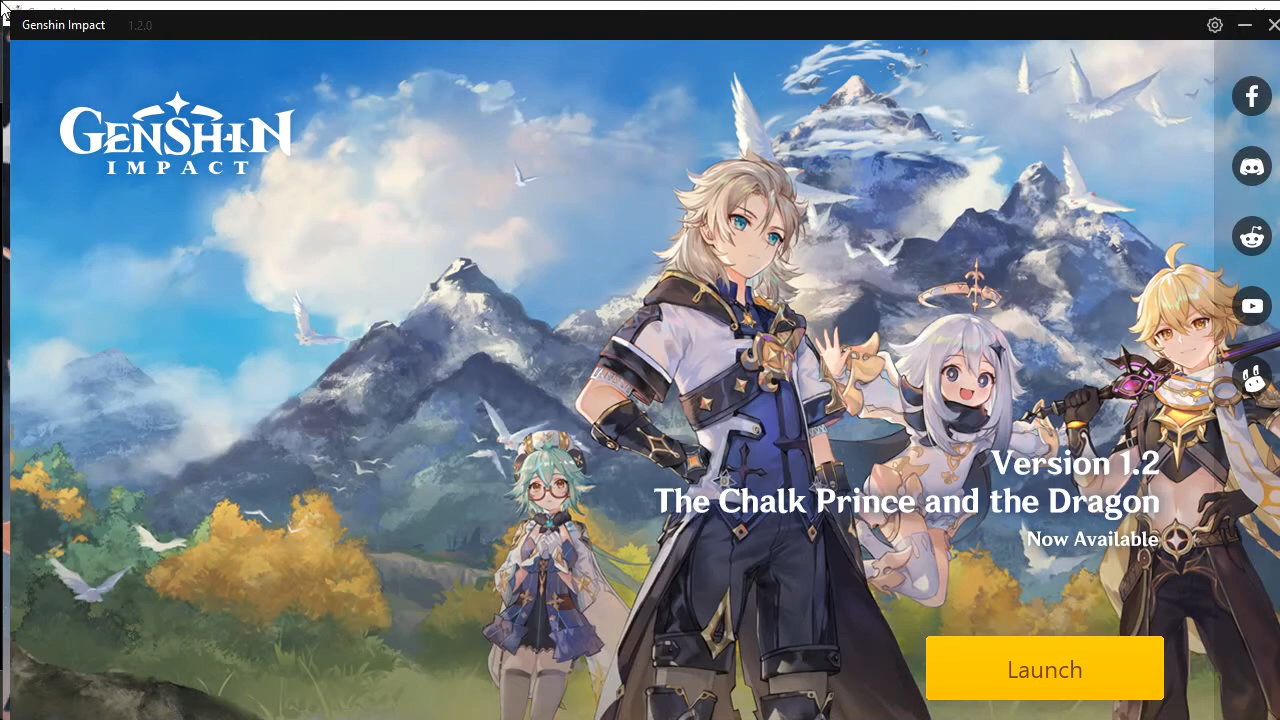 Genshin Impact 1.2.0
GENSHIN
IMPACT
Version 1.2
The Chalk Prince and the Dragon
Now Available
Launch